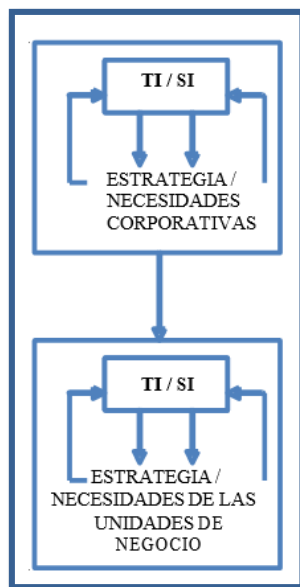 TI / SI
ESTRATEGIA /
NECESIDADES
CORPORATIVAS
TI / SI
ESTRATEGIA /
NECESIDADES DE LAS
UNIDADES DE
NEGOCIO